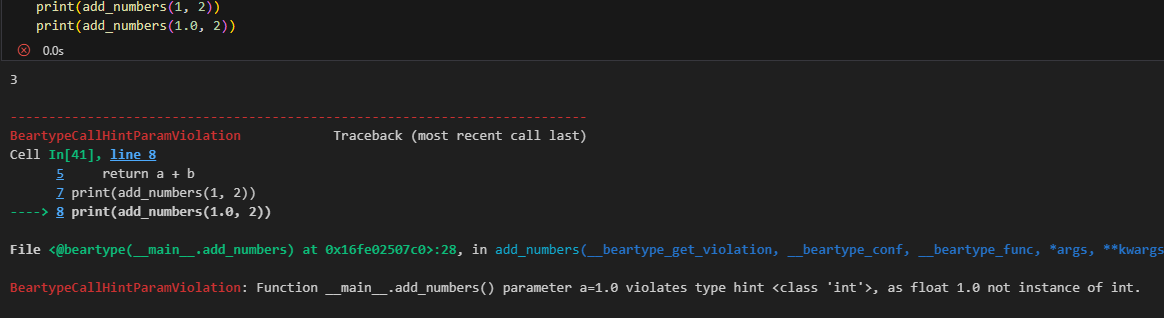 print(add_numbers(1, 2))
print(add_numbers(1.0, 2))
0.0s
3
---------------------------------------------------------------------------
BeartypeCallHintParamViolation            Traceback (most recent call last)
Cell In[41], line 8
5     return a + b
7 print(add_numbers(1, 2))
----> 8 print(add_numbers(1.0, 2))
File <@beartype(__main__.add_numbers) at 0x16fe02507c0>:28, in add_numbers(__beartype_get_violation, __beartype_conf, __beartype_func, *args, **kwargs
BeartypeCallHintParamViolation: Function __main__.add_numbers() parameter a=1.0 violates type hint <class 'int'>, as float 1.0 not instance of int.